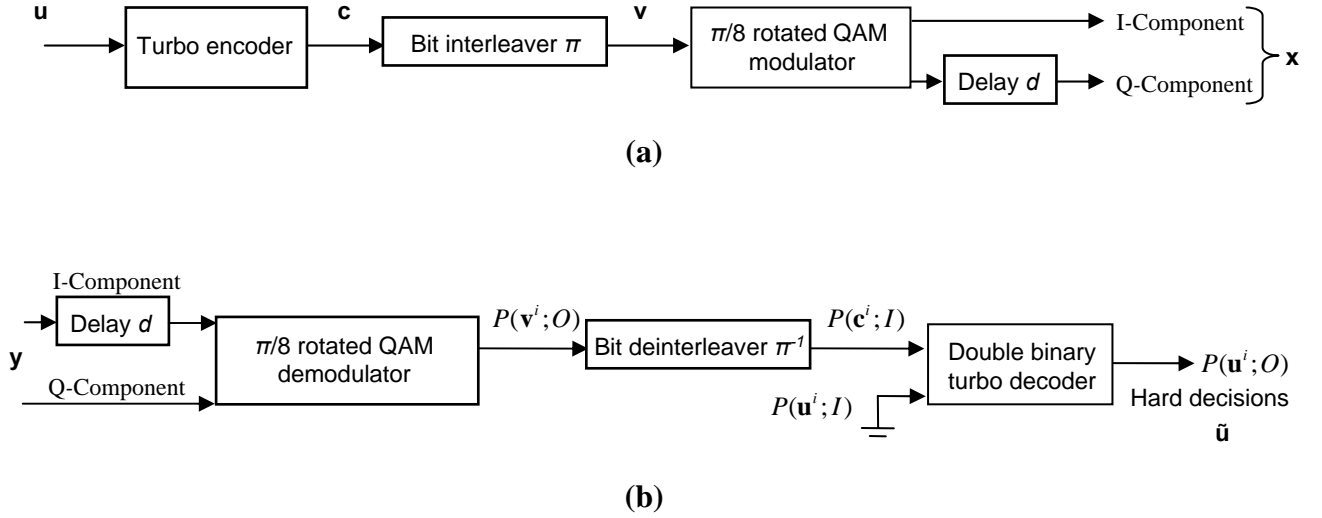 u
c
v
Turbo encoder
Bit interleaver π
π/8 rotated QAM
modulator
I-Component
Delay d
Q-Component
x
(a)
I-Component
Delay d
y
Q-Component
π/8 rotated QAM
demodulator
P(v^i;O)
Bit deinterleaver π^-1
P(c^i;I)
P(u^i;I)
Double binary
turbo decoder
P(u^i;O)
Hard decisions
ũ
(b)